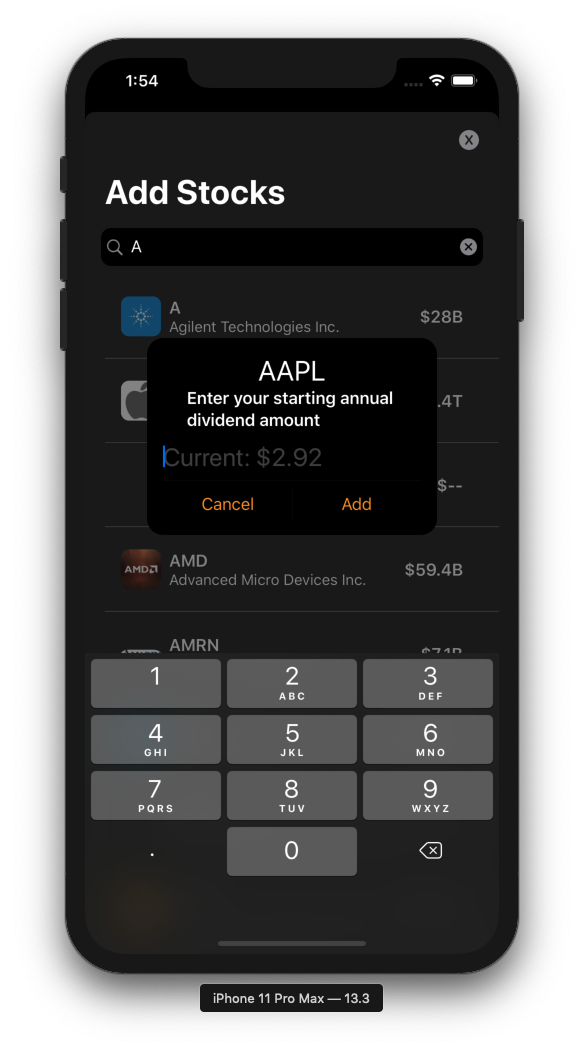 1:54
X
Add Stocks
A
A
Agilent Technologies Inc.
$28B
AAPL
Enter your starting annual
dividend amount
.4T
Current: $2.92
$--
Cancel
Add
AMD
AMD
Advanced Micro Devices Inc.
$59.4B
AMRN
$7.1B
1
2
ABC
3
DEF
4
GHI
5
JKL
6
MNO
7
PQRS
8
TUV
9
WXYZ
.
0
iPhone 11 Pro Max — 13.3